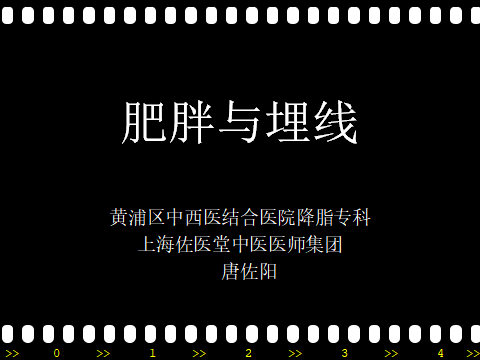 肥胖与埋线
黄浦区中西医结合医院降脂专科
上海佐医堂中医医师集团
唐佐阳
>> 0 >> 1 >> 2 >> 3 >> 4 >>